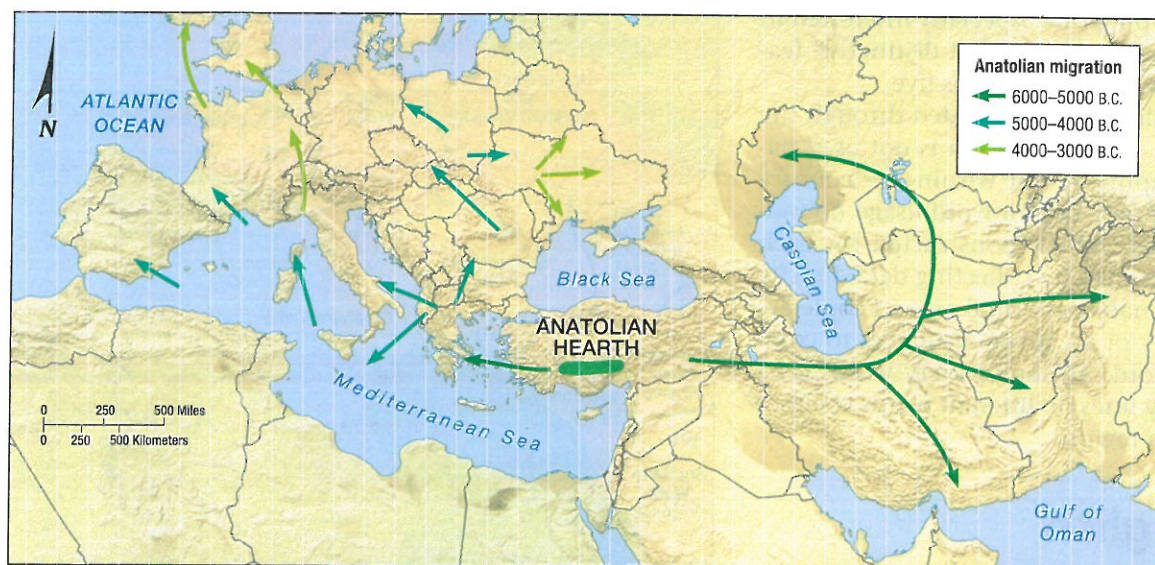 Anatolian migration
6000–5000 B.C.
5000–4000 B.C.
4000–3000 B.C.
ATLANTIC
OCEAN
N
Caspian Sea
Black Sea
ANATOLIAN
HEARTH
Mediterranean Sea
0 250 500 Miles
0 250 500 Kilometers
Gulf of
Oman